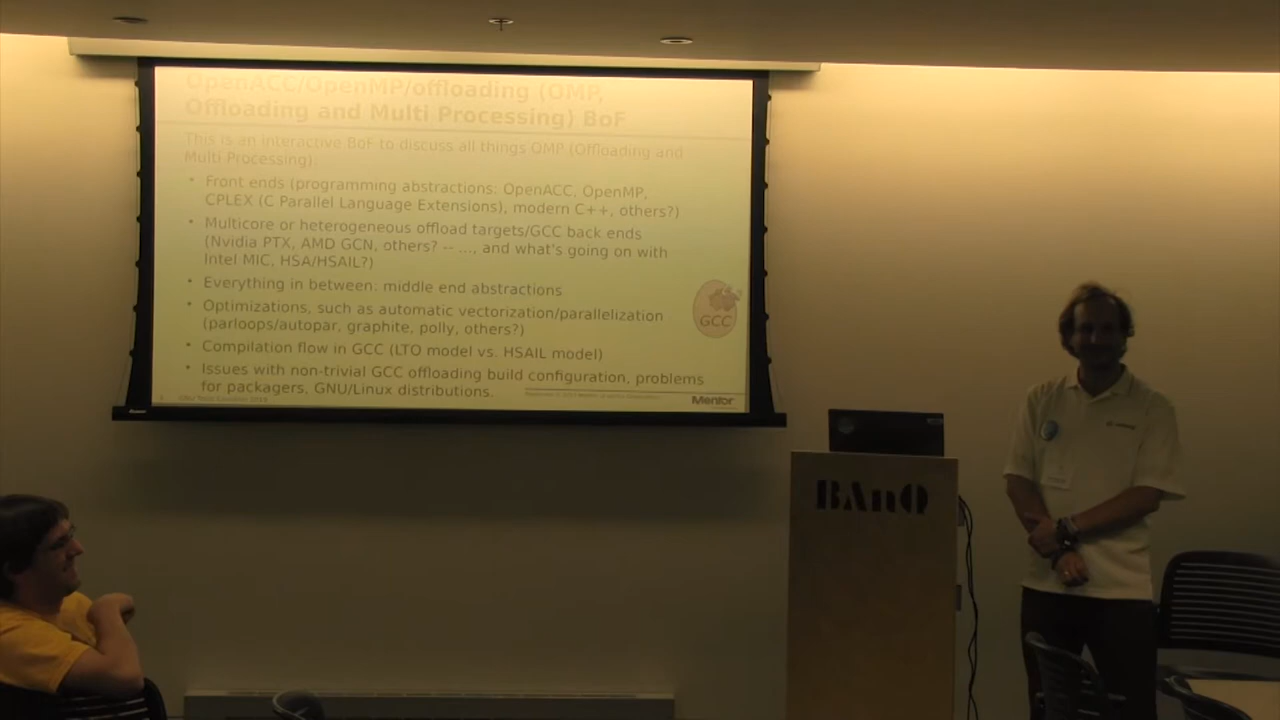 OpenACC/OpenMP/offloading (OMP,
Offloading and Multi Processing) BoF
This is an interactive BoF to discuss all things OMP (Offloading and
Multi Processing):
• Front ends (programming abstractions: OpenACC, OpenMP,
CPLEX (C Parallel Language Extensions), modern C++, others?)
• Multicore or heterogeneous offload targets/GCC back ends
(Nvidia PTX, AMD GCN, others? -- ..., and what's going on with
Intel MIC, HSA/HSAIL?)
• Everything in between: middle end abstractions
• Optimizations, such as automatic vectorization/parallelization
(parloops/autopar, graphite, polly, others?)
GCC
• Compilation flow in GCC (LTO model vs. HSAIL model)
• Issues with non-trivial GCC offloading build configuration, problems
for packagers, GNU/Linux distributions.
Mentor
BAnQ